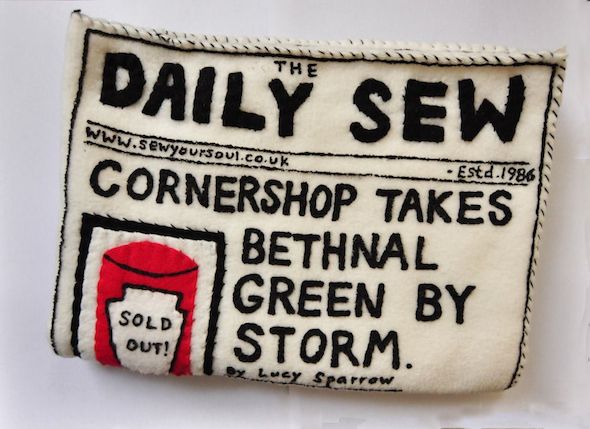 THE
DAILY SEW
www.sewyoursoul.co.uk
- Estd.1986
CORNERSHOP TAKES
BETHNAL
GREEN BY
STORM.
By Lucy Sparrow
SOLD
OUT!